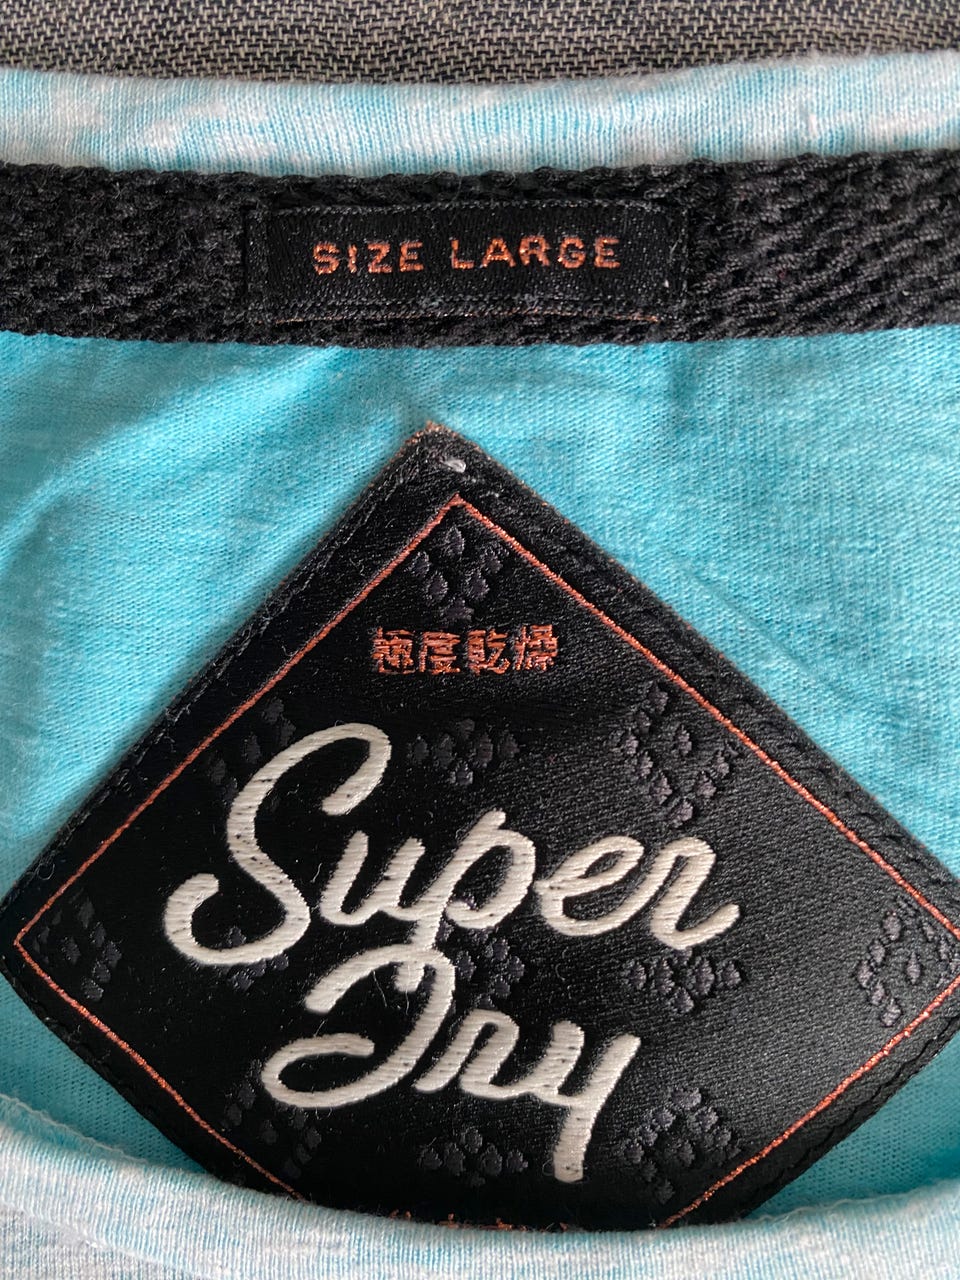 SIZE LARGE
極度乾燥
Super
Dry